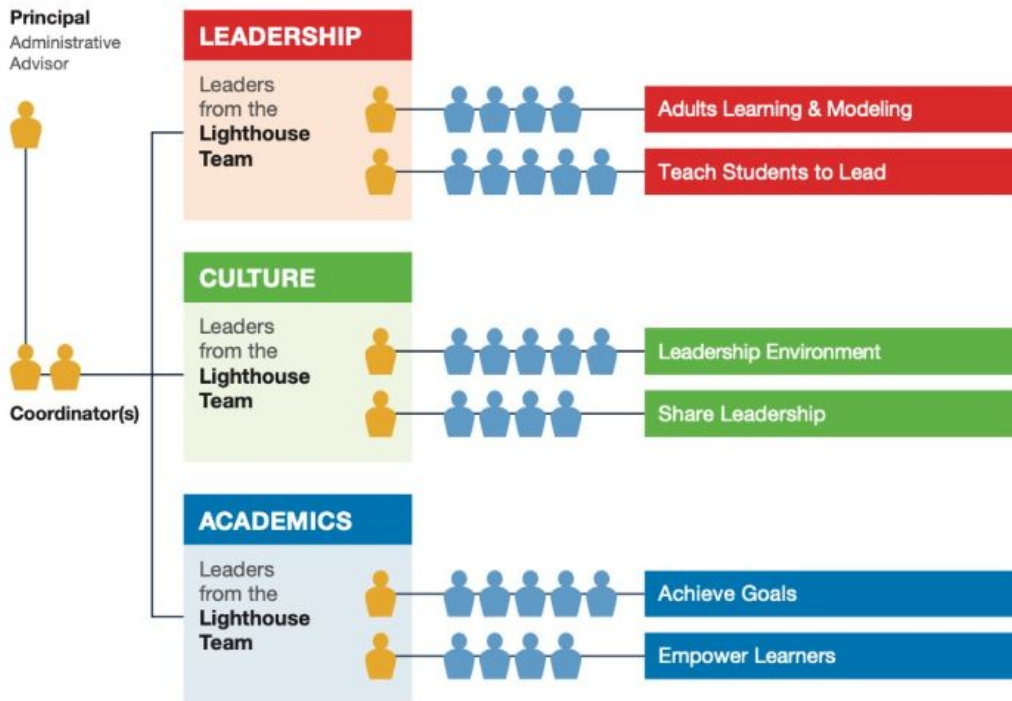 Principal
Administrative
Advisor
Coordinator(s)
LEADERSHIP
Leaders
from the
Lighthouse
Team
Adults Learning & Modeling
Teach Students to Lead
CULTURE
Leaders
from the
Lighthouse
Team
Leadership Environment
Share Leadership
ACADEMICS
Leaders
from the
Lighthouse
Team
Achieve Goals
Empower Learners